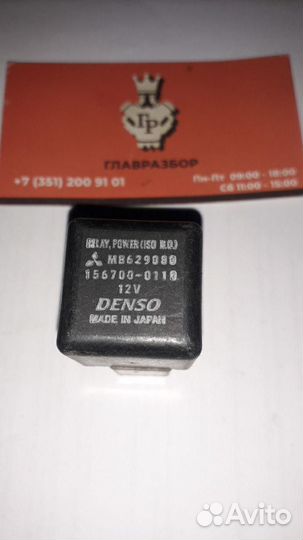 ГР
ГЛАВРАЗБОР
+7 (351) 200 91 01
Пн-Пт 09:00 - 18:00
Сб 11:00 - 15:00
RELAY, POWER (ISO N.O.)
MB629080
156700-0110
12V
DENSO
MADE IN JAPAN
Avito